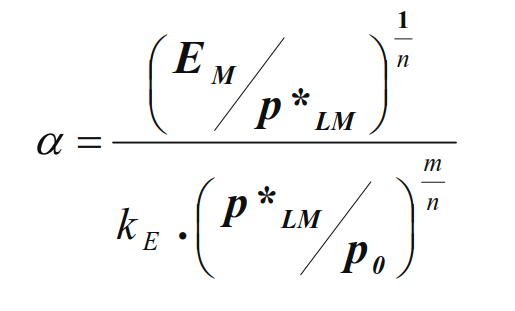 α = (E_M / p*_LM)^(1/n)
k_E . (p*_LM / p_0)^(m/n)